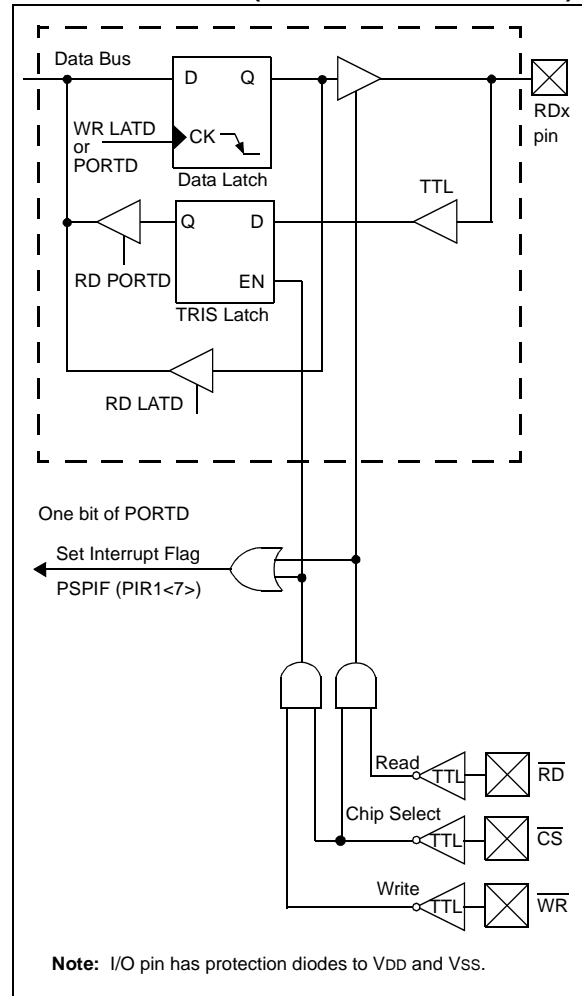 Data Bus
D Q
RDx
pin
WR LATD
or
PORTD
CK
Data Latch
TTL
Q D
RD PORTD
EN
TRIS Latch
RD LATD
One bit of PORTD
Set Interrupt Flag
PSPIF (PIR1<7>)
Read
TTL
RD
Chip Select
TTL
CS
Write
TTL
WR
Note: I/O pin has protection diodes to VDD and VSS.